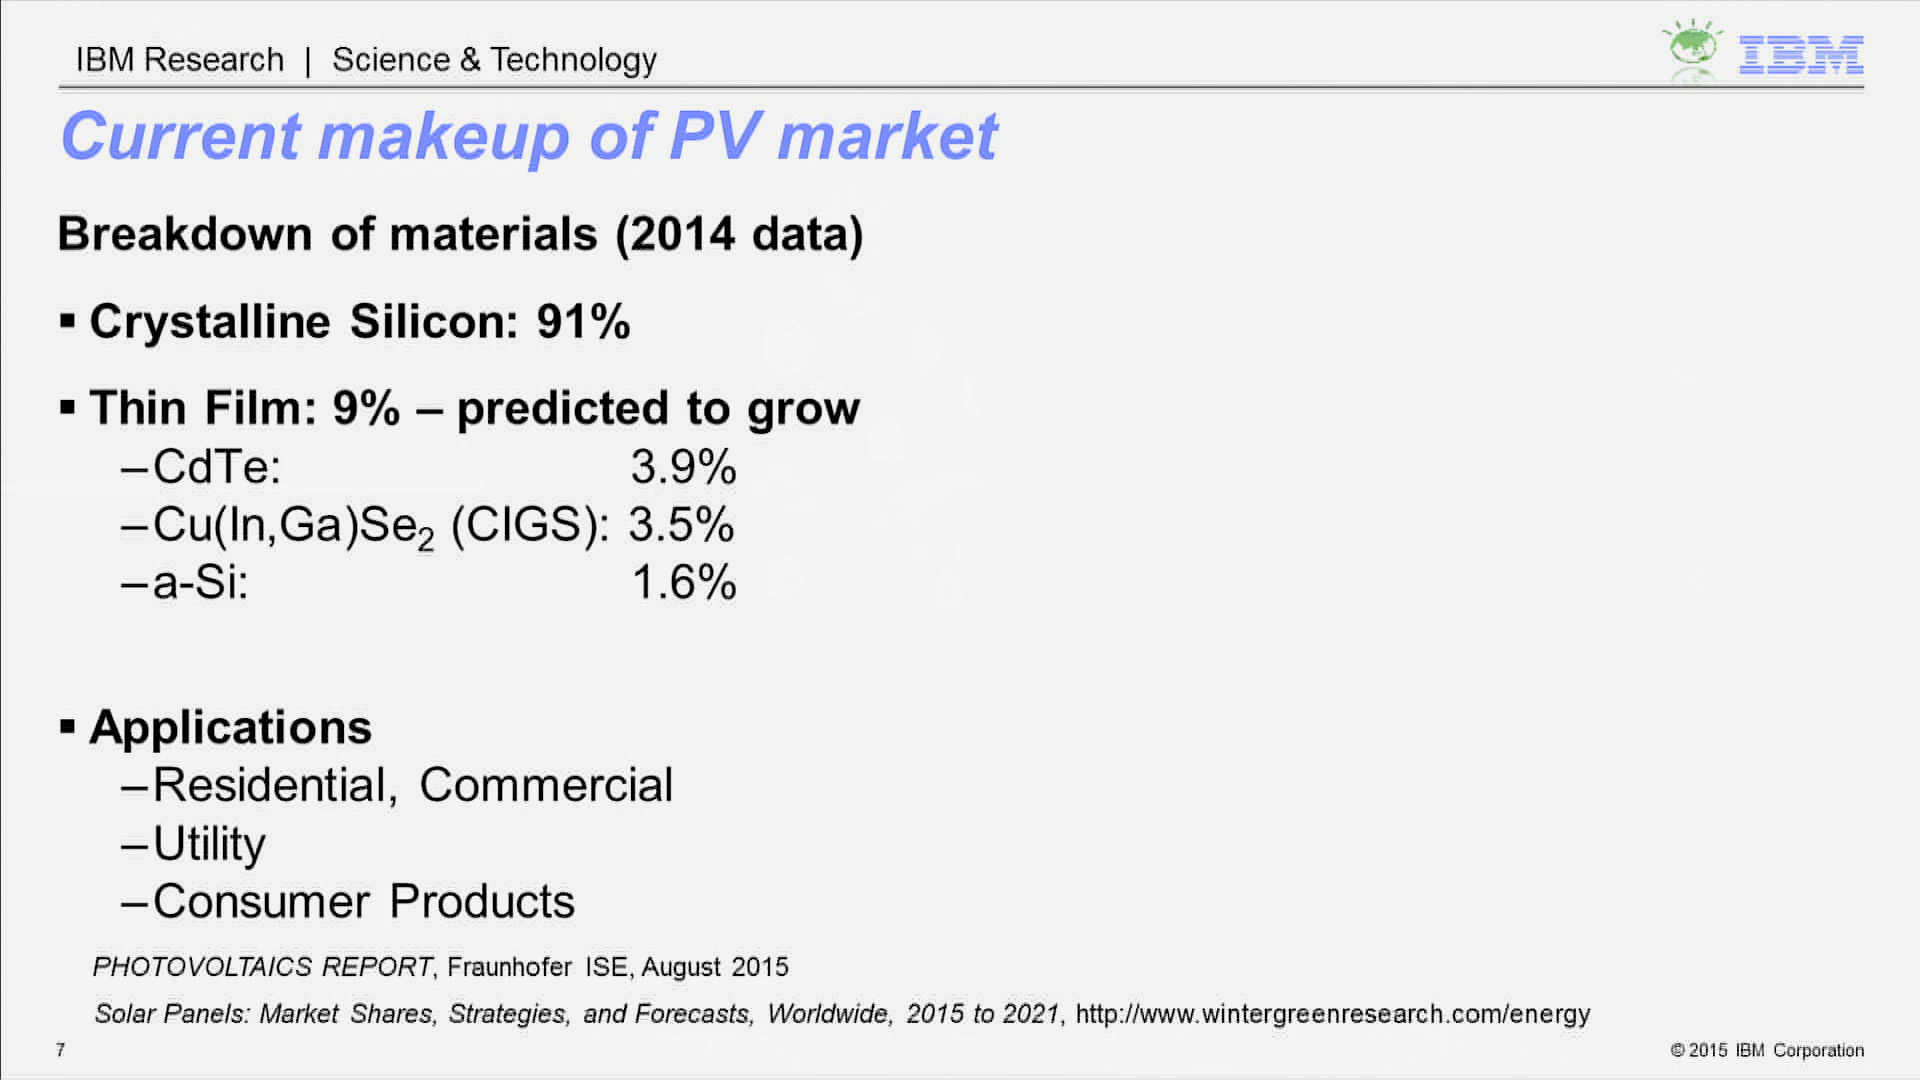 IBM Research | Science & Technology
IBM
Current makeup of PV market
Breakdown of materials (2014 data)
▪ Crystalline Silicon: 91%
▪ Thin Film: 9% – predicted to grow
–CdTe: 3.9%
–Cu(In,Ga)Se₂ (CIGS): 3.5%
–a-Si: 1.6%
▪ Applications
–Residential, Commercial
–Utility
–Consumer Products
PHOTOVOLTAICS REPORT, Fraunhofer ISE, August 2015
Solar Panels: Market Shares, Strategies, and Forecasts, Worldwide, 2015 to 2021, http://www.wintergreenresearch.com/energy
7
© 2015 IBM Corporation